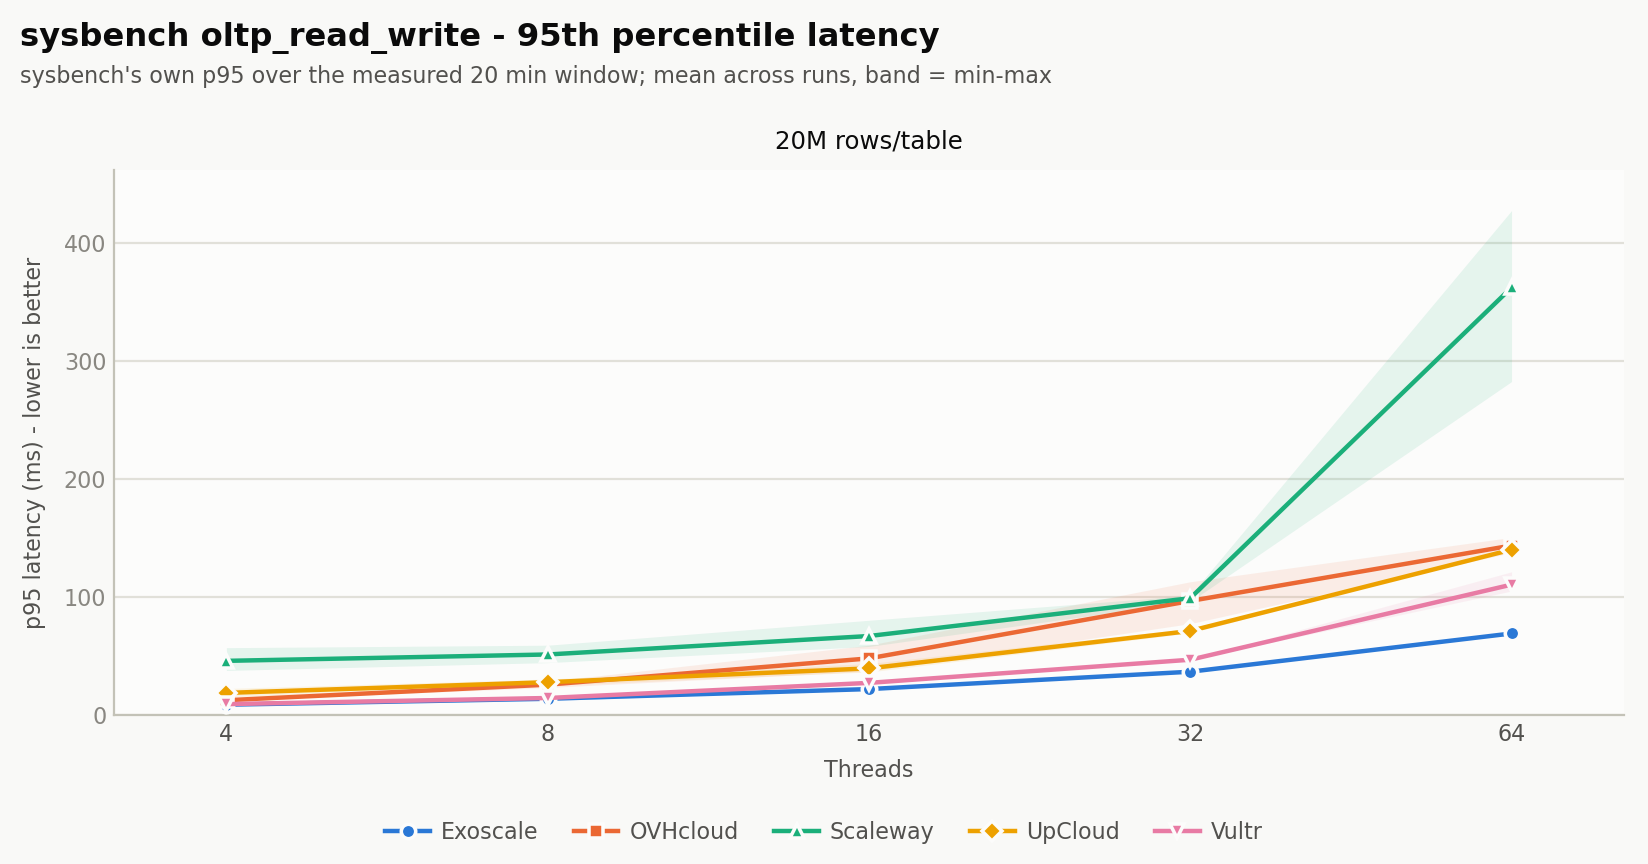 sysbench oltp_read_write - 95th percentile latency
sysbench's own p95 over the measured 20 min window; mean across runs, band = min-max
20M rows/table
p95 latency (ms) - lower is better
400
300
200
100
0
4 8 16 32 64
Threads
Exoscale OVHcloud Scaleway UpCloud Vultr